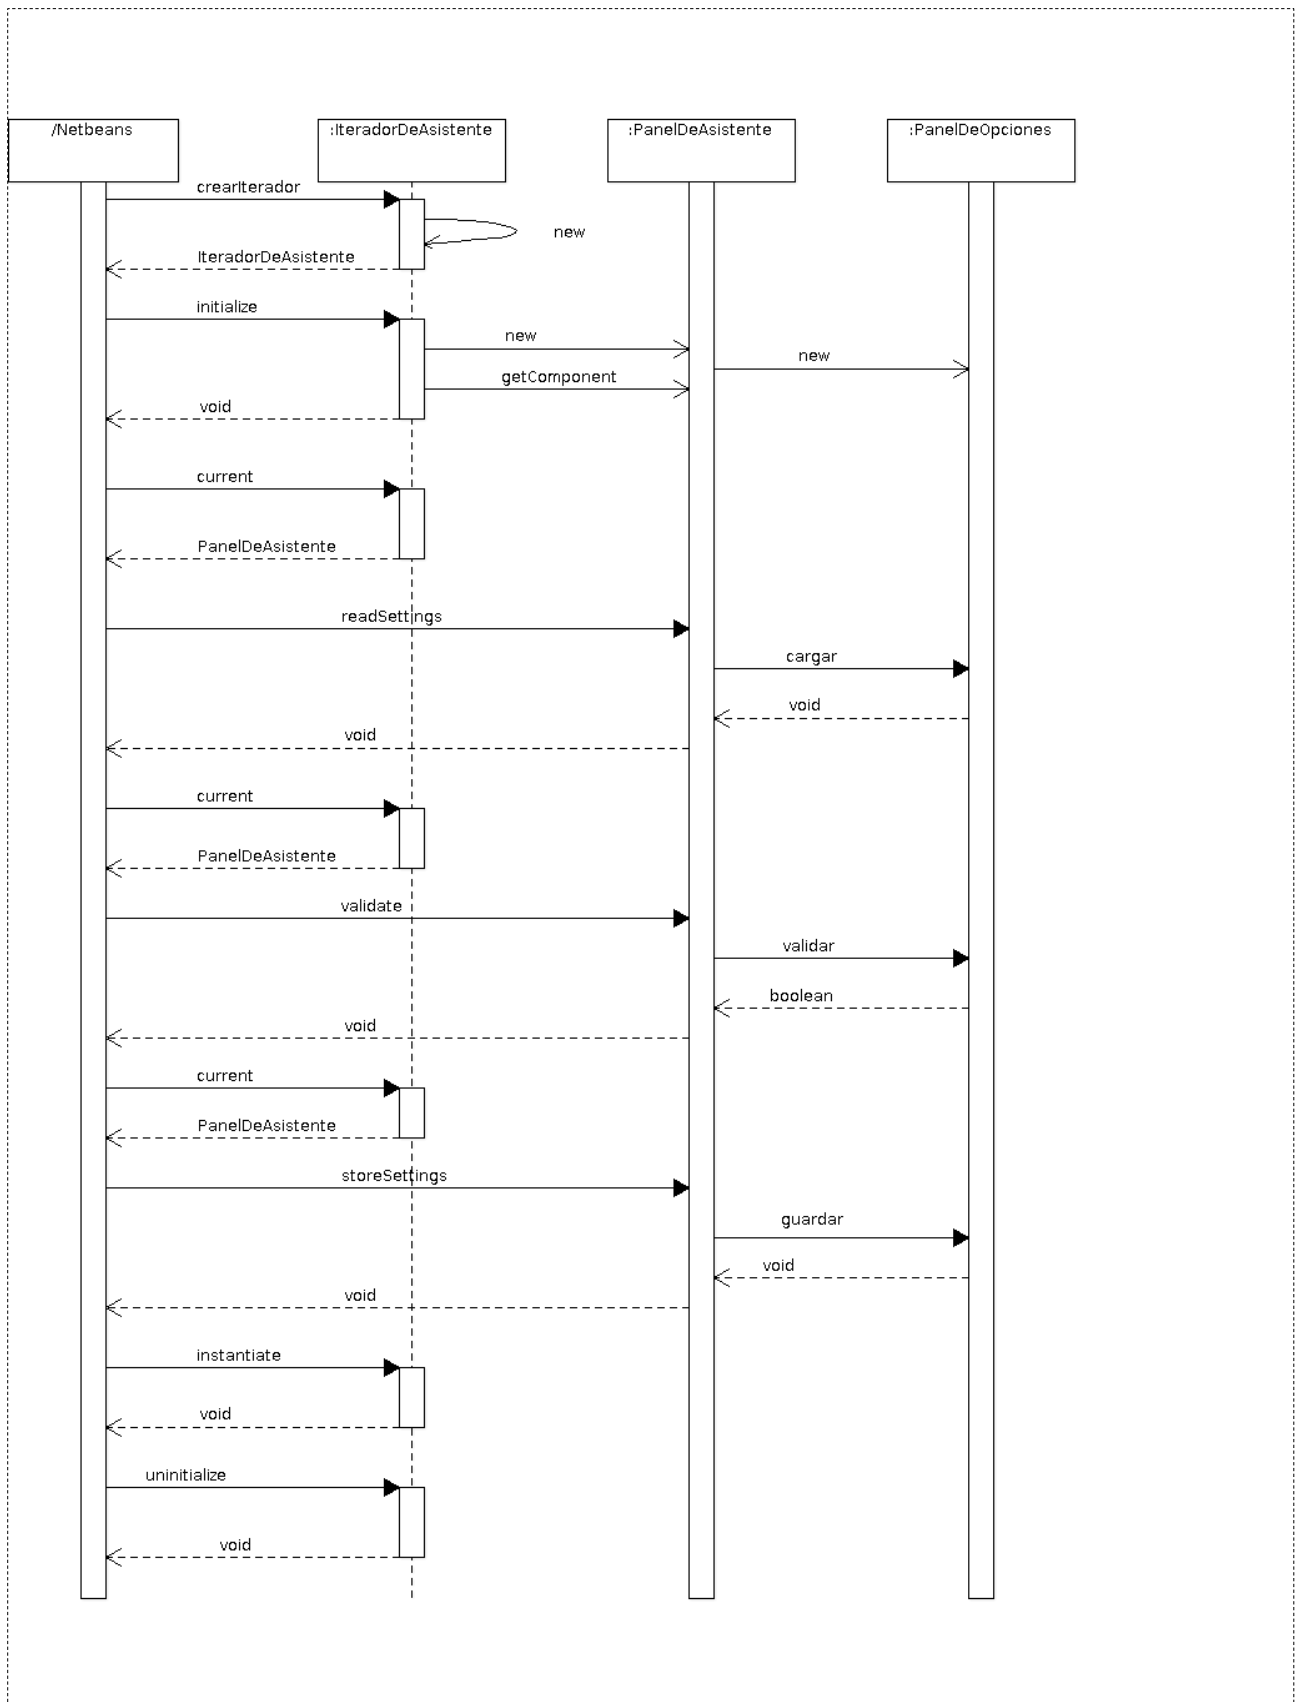 /Netbeans
:IteradorDeAsistente
:PanelDeAsistente
:PanelDeOpciones
crearIterador
new
IteradorDeAsistente
initialize
new
new
getComponent
void
current
PanelDeAsistente
readSettings
cargar
void
void
current
PanelDeAsistente
validate
validar
boolean
void
current
PanelDeAsistente
storeSettings
guardar
void
void
instantiate
void
uninitialize
void